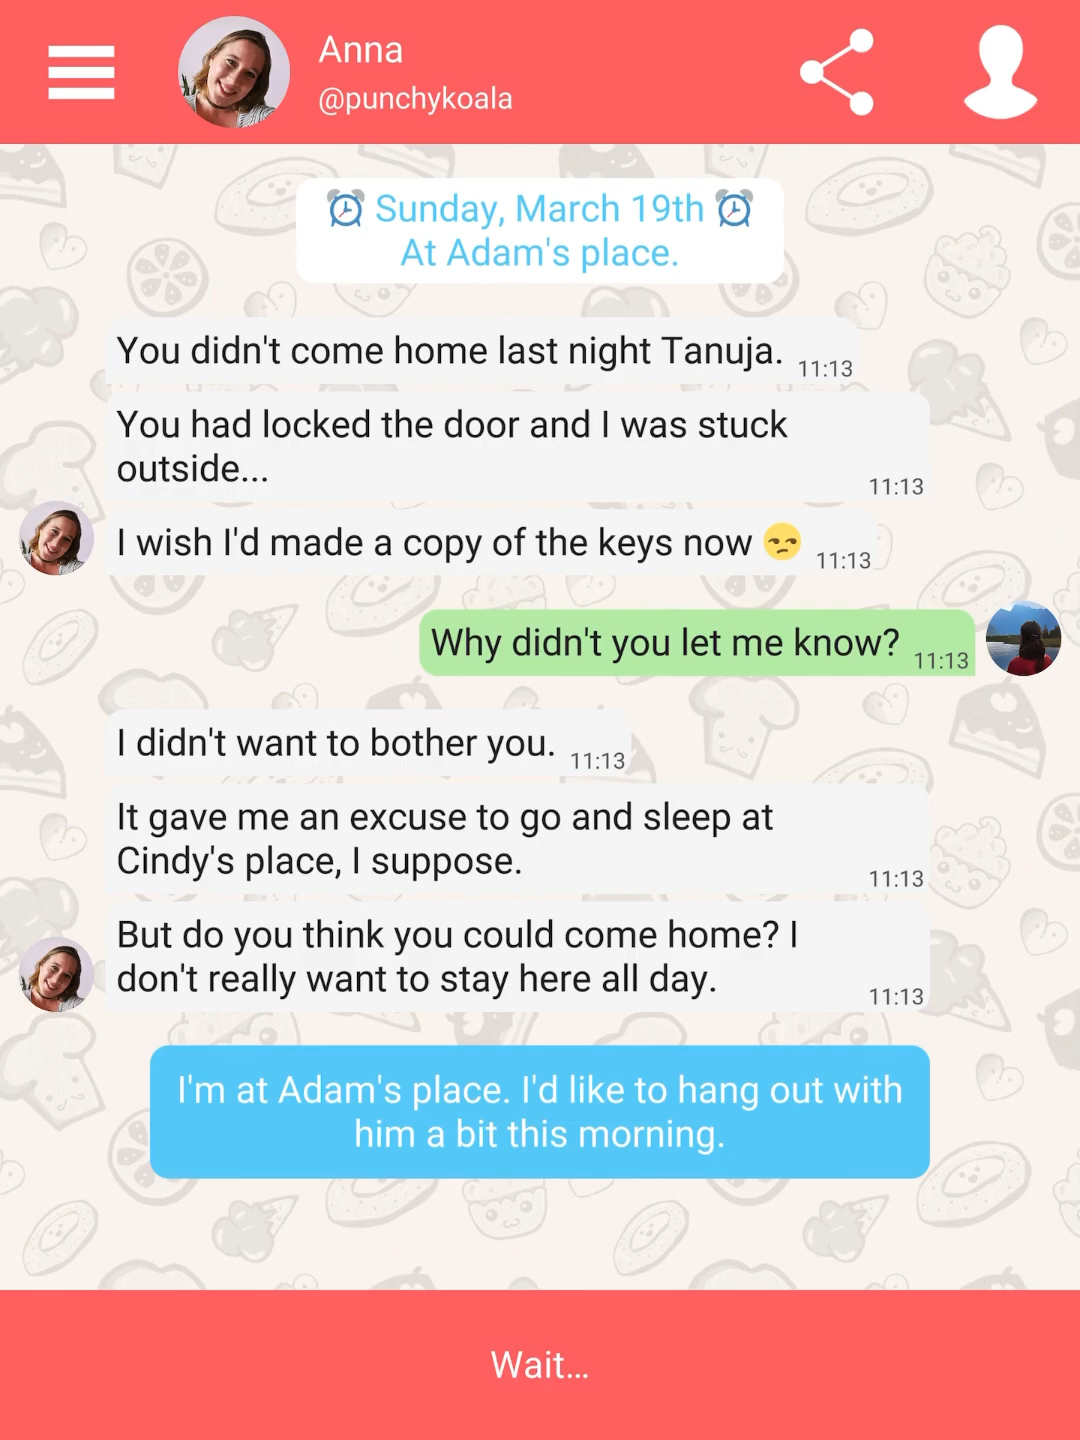 Anna
@punchykoala
⏰ Sunday, March 19th ⏰
At Adam's place.
You didn't come home last night Tanuja. 11:13
You had locked the door and I was stuck
outside... 11:13
I wish I'd made a copy of the keys now 😒 11:13
Why didn't you let me know? 11:13
I didn't want to bother you. 11:13
It gave me an excuse to go and sleep at
Cindy's place, I suppose. 11:13
But do you think you could come home? I
don't really want to stay here all day. 11:13
I'm at Adam's place. I'd like to hang out with
him a bit this morning.
Wait...